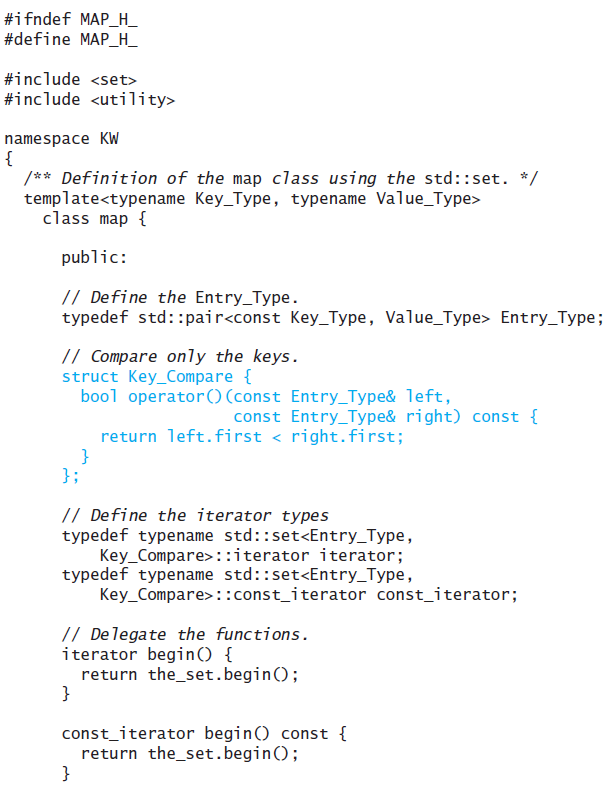 #ifndef MAP_H_
#define MAP_H_
#include <set>
#include <utility>
namespace KW
{
/** Definition of the map class using the std::set. */
template<typename Key_Type, typename Value_Type>
class map {
public:
// Define the Entry_Type.
typedef std::pair<const Key_Type, Value_Type> Entry_Type;
// Compare only the keys.
struct Key_Compare {
bool operator()(const Entry_Type& left,
const Entry_Type& right) const {
return left.first < right.first;
}
};
// Define the iterator types
typedef typename std::set<Entry_Type,
Key_Compare>::iterator iterator;
typedef typename std::set<Entry_Type,
Key_Compare>::const_iterator const_iterator;
// Delegate the functions.
iterator begin() {
return the_set.begin();
}
const_iterator begin() const {
return the_set.begin();
}